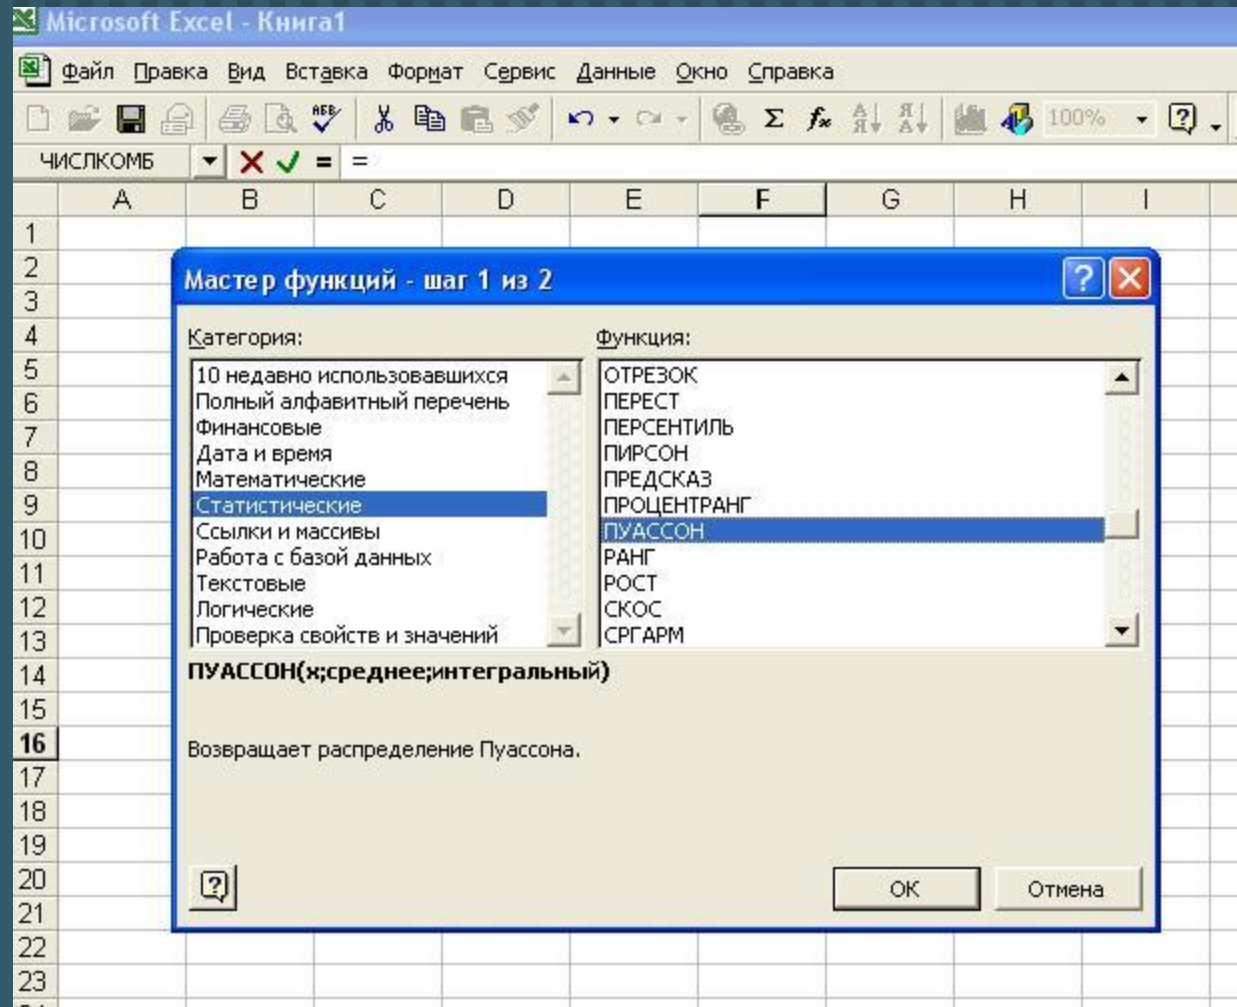 Microsoft Excel - Книга1
Файл Правка Вид Вставка Формат Сервис Данные Окно Справка
АБВ Σ fx А Я Я А 100% ?
ЧИСЛКОМБ = =
A B C D E F G H I
1
2
Мастер функций - шаг 1 из 2 ?
3
4
Категория: Функция:
5
10 недавно использовавшихся ОТРЕЗОК
6
Полный алфавитный перечень ПЕРЕСТ
Финансовые ПЕРСЕНТИЛЬ
7
Дата и время ПИРСОН
8
Математические ПРЕДСКАЗ
9
Статистические ПРОЦЕНТРАНГ
Ссылки и массивы ПУАССОН
10
Работа с базой данных РАНГ
11
Текстовые РОСТ
12
Логические СКОС
13
Проверка свойств и значений СРГАРМ
14
ПУАССОН(x;среднее;интегральный)
15
16
Возвращает распределение Пуассона.
17
18
19
20
? ОК Отмена
21
22
23